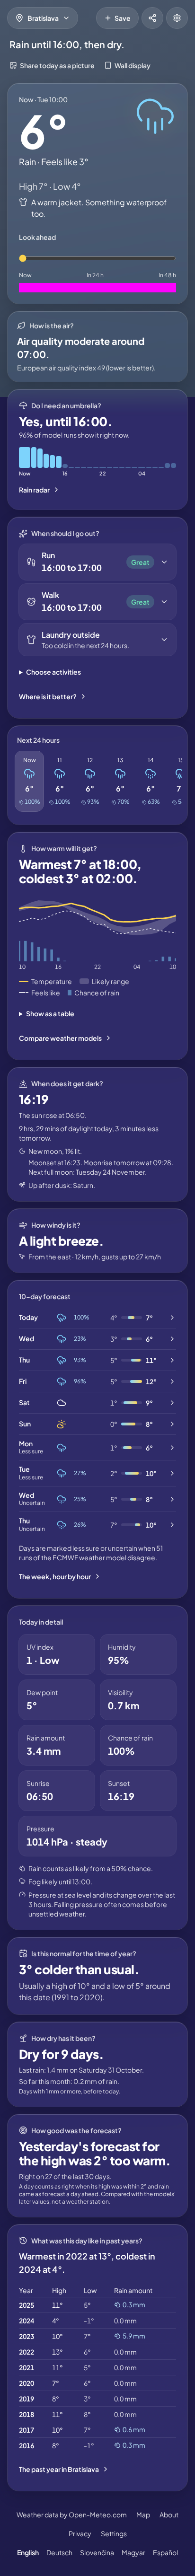 Bratislava
Save
Rain until 16:00, then dry.
Share today as a picture
Wall display
Now · Tue 10:00
6°
Rain · Feels like 3°
High 7° · Low 4°
A warm jacket. Something waterproof
too.
Look ahead
Now
In 24 h
In 48 h
How is the air?
Air quality moderate around
07:00.
European air quality index 49 (lower is better).
Do I need an umbrella?
Yes, until 16:00.
96% of model runs show it right now.
Now 16 22 04
Rain radar
When should I go out?
Run
16:00 to 17:00
Great
Walk
16:00 to 17:00
Great
Laundry outside
Too cold in the next 24 hours.
Choose activities
Where is it better?
Next 24 hours
Now 11 12 13 14 15
6° 6° 6° 6° 6° 7
100% 100% 93% 70% 63% 5
How warm will it get?
Warmest 7° at 18:00,
coldest 3° at 02:00.
10 16 22 04 10
Temperature
Likely range
Feels like
Chance of rain
Show as a table
Compare weather models
When does it get dark?
16:19
The sun rose at 06:50.
9 hrs, 29 mins of daylight today, 3 minutes less
tomorrow.
New moon, 1% lit.
Moonset at 16:23. Moonrise tomorrow at 09:28.
Next full moon: Tuesday 24 November.
Up after dusk: Saturn.
How windy is it?
A light breeze.
From the east · 12 km/h, gusts up to 27 km/h
10-day forecast
Today 100% 4° 7°
Wed 23% 3° 6°
Thu 93% 5° 11°
Fri 96% 5° 12°
Sat 1° 9°
Sun 0° 8°
Mon
Less sure
1° 6°
Tue
Less sure
27% 2° 10°
Wed
Uncertain
25% 5° 8°
Thu
Uncertain
26% 7° 10°
Days are marked less sure or uncertain when 51
runs of the ECMWF weather model disagree.
The week, hour by hour
Today in detail
UV index
1 · Low
Humidity
95%
Dew point
5°
Visibility
0.7 km
Rain amount
3.4 mm
Chance of rain
100%
Sunrise
06:50
Sunset
16:19
Pressure
1014 hPa · steady
Rain counts as likely from a 50% chance.
Fog likely until 13:00.
Pressure at sea level and its change over the last
3 hours. Falling pressure often comes before
unsettled weather.
Is this normal for the time of year?
3° colder than usual.
Usually a high of 10° and a low of 5° around
this date (1991 to 2020).
How dry has it been?
Dry for 9 days.
Last rain: 1.4 mm on Saturday 31 October.
So far this month: 0.2 mm of rain.
Days with 1 mm or more, before today.
How good was the forecast?
Yesterday's forecast for
the high was 2° too warm.
Right on 27 of the last 30 days.
A day counts as right when its high was within 2° and rain
came as forecast a day ahead. Compared with the models'
later values, not a weather station.
What was this day like in past years?
Warmest in 2022 at 13°, coldest in
2024 at 4°.
Year High Low Rain amount
2025 11° 5° 0.3 mm
2024 4° -1° 0.0 mm
2023 10° 7° 5.9 mm
2022 13° 6° 0.0 mm
2021 11° 5° 0.0 mm
2020 7° 6° 0.0 mm
2019 8° 3° 0.0 mm
2018 11° 8° 0.0 mm
2017 10° 7° 0.6 mm
2016 8° -1° 0.3 mm
The past year in Bratislava
Weather data by Open-Meteo.com Map About
Privacy Settings
English Deutsch Slovenčina Magyar Español